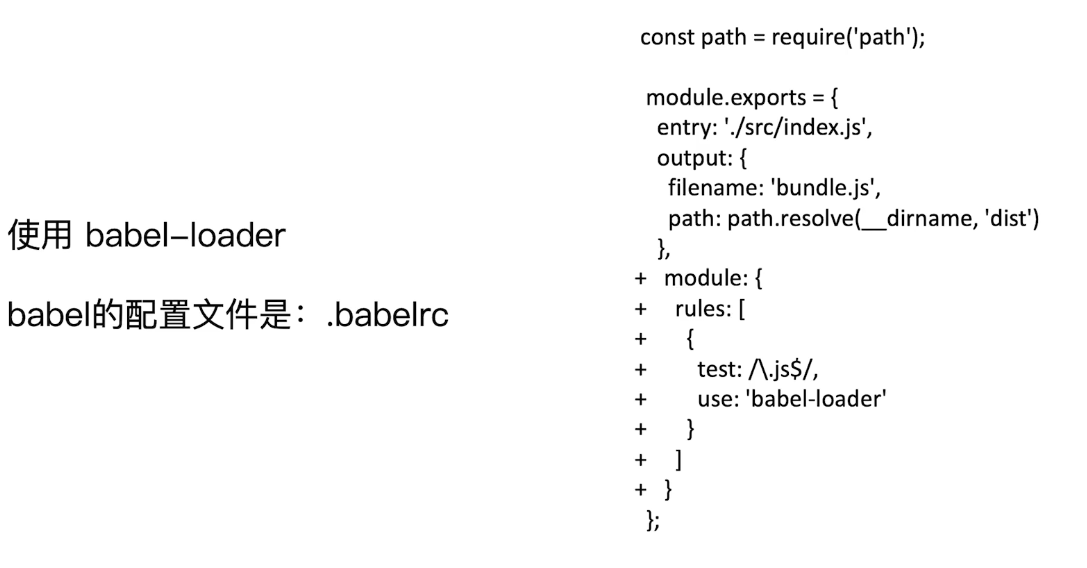 使用 babel-loader
babel的配置文件是：.babelrc
const path = require('path');
module.exports = {
entry: './src/index.js',
output: {
filename: 'bundle.js',
path: path.resolve(__dirname, 'dist')
},
+ module: {
+ rules: [
+ {
+ test: /\.js$/,
+ use: 'babel-loader'
+ }
+ ]
+ }
};